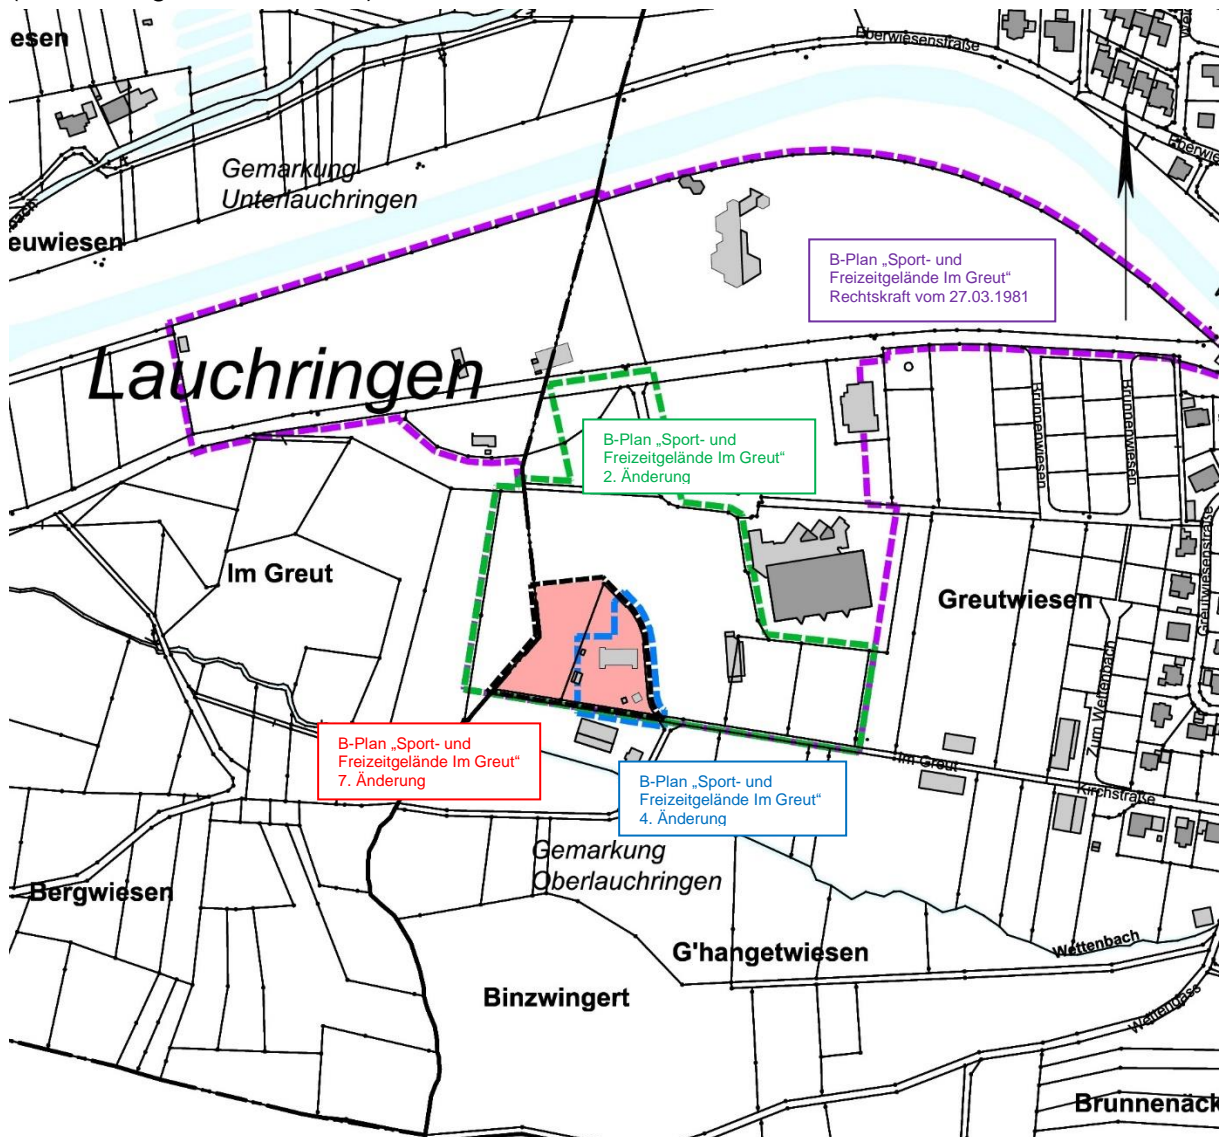 esen
Eberwiesenstraße
Gemarkung
Unterlauchringen
euwiesen
B-Plan „Sport- und
Freizeitgelände Im Greut“
Rechtskraft vom 27.03.1981
Lauchringen
Brunnenwiesen
Brunnenwiesen
B-Plan „Sport- und
Freizeitgelände Im Greut“
2. Änderung
Im Greut
Greutwiesen
Greutwiesenstraße
Zum Wettenbach
B-Plan „Sport- und
Freizeitgelände Im Greut“
7. Änderung
Im Greut
B-Plan „Sport- und
Freizeitgelände Im Greut“
4. Änderung
Kirchstraße
Gemarkung
Oberlauchringen
Bergwiesen
G'hangetwiesen
Wettenbach
Binzwingert
Wettengass
Brunnenäck